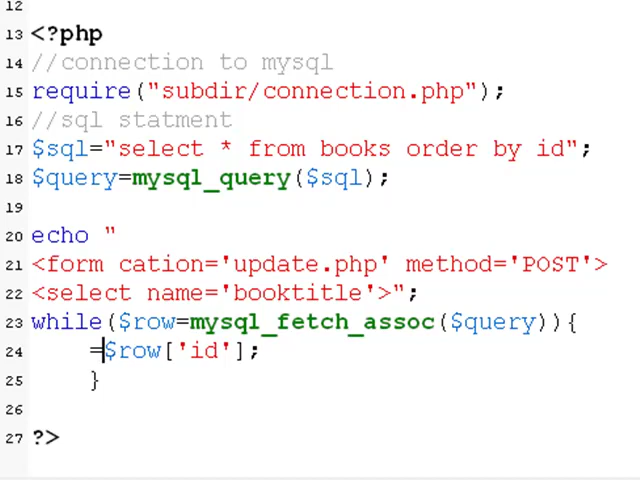 12
13 <?php
14 //connection to mysql
15 require("subdir/connection.php");
16 //sql statment
17 $sql="select * from books order by id";
18 $query=mysql_query($sql);
19
20 echo "
21 <form cation='update.php' method='POST'>
22 <select name='booktitle'>";
23 while($row=mysql_fetch_assoc($query)){
24 =$row['id'];
25 }
26
27 ?>